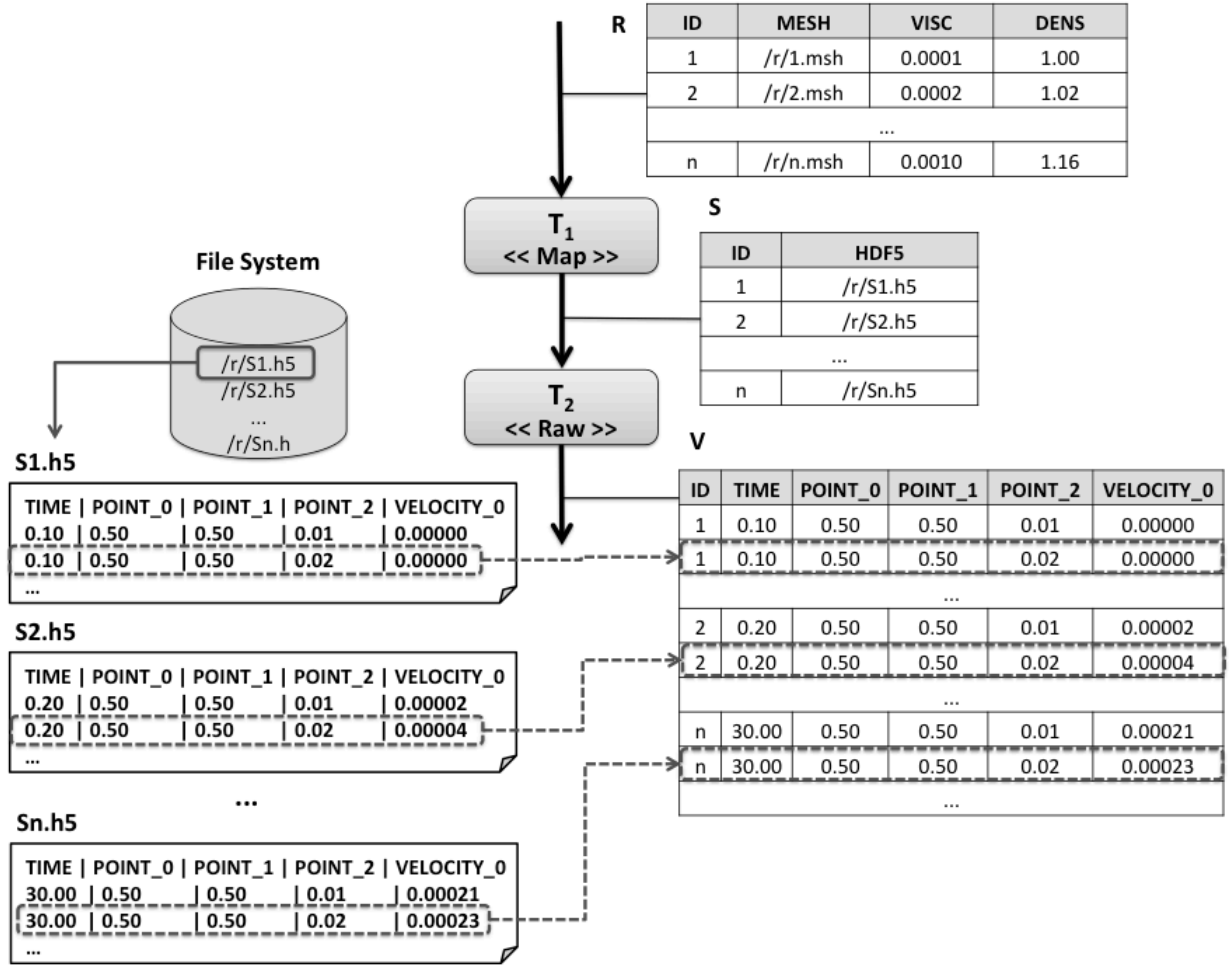 R
ID MESH VISC DENS
1 /r/1.msh 0.0001 1.00
2 /r/2.msh 0.0002 1.02
...
n /r/n.msh 0.0010 1.16
T1
<< Map >>
S
ID HDF5
1 /r/S1.h5
2 /r/S2.h5
...
n /r/Sn.h5
File System
/r/S1.h5
/r/S2.h5
...
/r/Sn.h
T2
<< Raw >>
V
ID TIME POINT_0 POINT_1 POINT_2 VELOCITY_0
1 0.10 0.50 0.50 0.01 0.00000
1 0.10 0.50 0.50 0.02 0.00000
...
2 0.20 0.50 0.50 0.01 0.00002
2 0.20 0.50 0.50 0.02 0.00004
...
n 30.00 0.50 0.50 0.01 0.00021
n 30.00 0.50 0.50 0.02 0.00023
...
S1.h5
TIME | POINT_0 | POINT_1 | POINT_2 | VELOCITY_0
0.10 | 0.50 | 0.50 | 0.01 | 0.00000
0.10 | 0.50 | 0.50 | 0.02 | 0.00000
...
S2.h5
TIME | POINT_0 | POINT_1 | POINT_2 | VELOCITY_0
0.20 | 0.50 | 0.50 | 0.01 | 0.00002
0.20 | 0.50 | 0.50 | 0.02 | 0.00004
...
...
Sn.h5
TIME | POINT_0 | POINT_1 | POINT_2 | VELOCITY_0
30.00 | 0.50 | 0.50 | 0.01 | 0.00021
30.00 | 0.50 | 0.50 | 0.02 | 0.00023
...